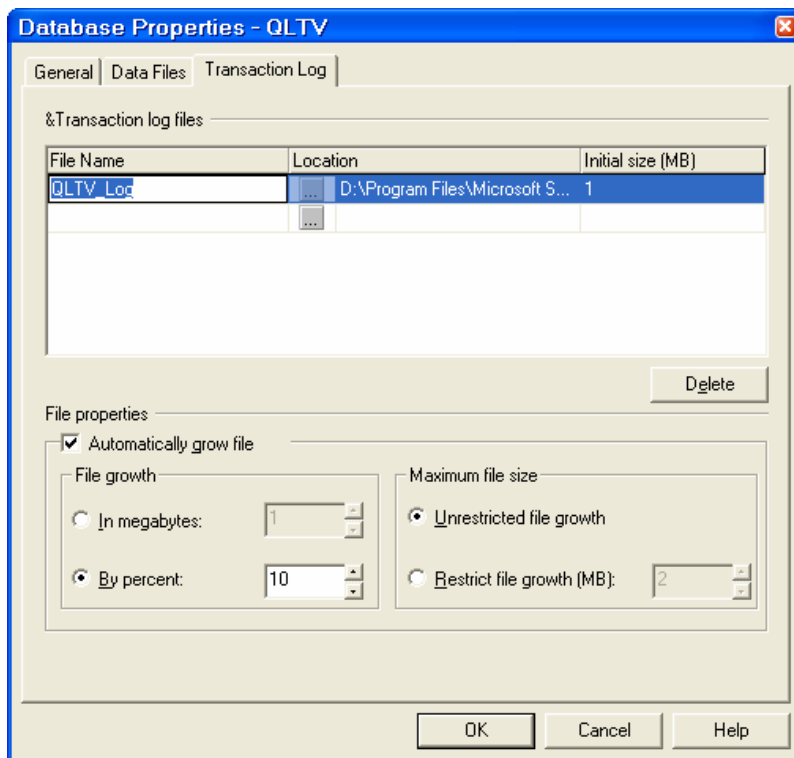 Database Properties - QLTV
General Data Files Transaction Log
&Transaction log files
File Name Location Initial size (MB)
QLTV_Log ... D:\Program Files\Microsoft S... 1
...
Delete
File properties
Automatically grow file
File growth Maximum file size
In megabytes: 1 Unrestricted file growth
By percent: 10 Restrict file growth (MB): 2
OK Cancel Help